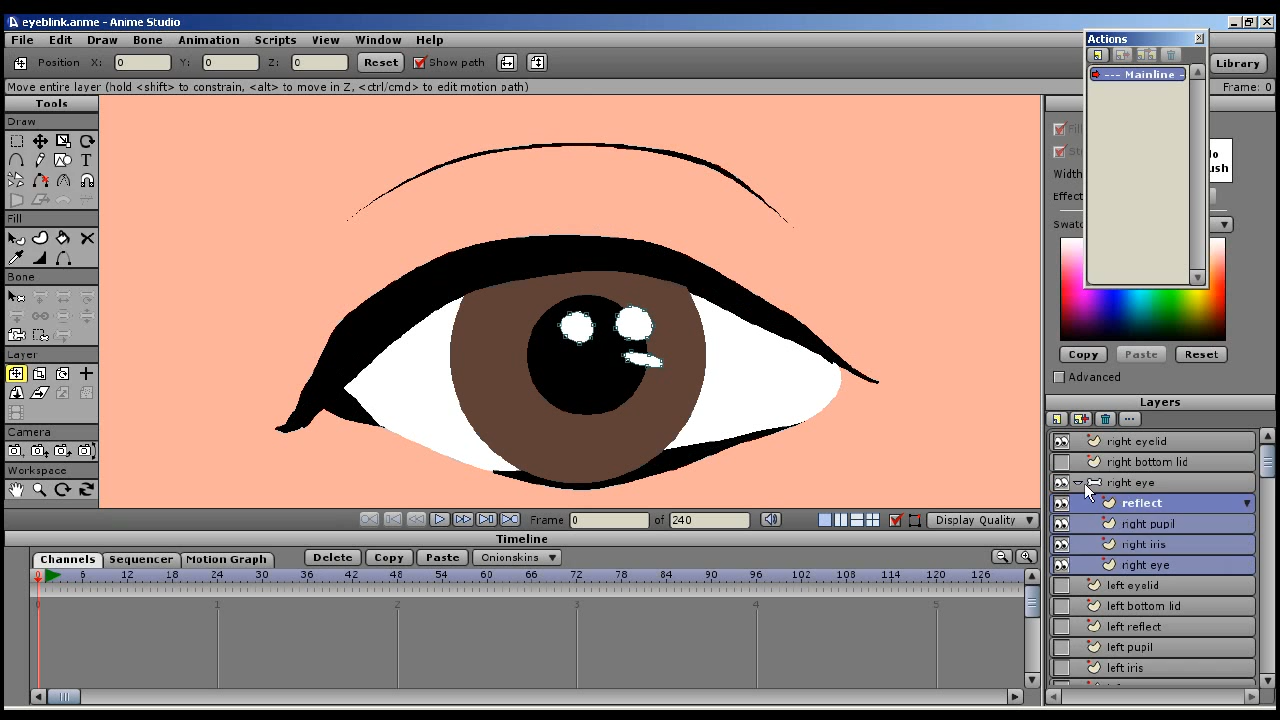 eyeblink.anme - Anime Studio
File Edit Draw Bone Animation Scripts View Window Help
Actions
Position X: 0 Y: 0 Z: 0 Reset Show path
Library
Move entire layer (hold <shift> to constrain, <alt> to move in Z, <ctrl/cmd> to edit motion path)
Frame: 0
--- Mainline -
Tools
Draw
T
Fill
Bone
Layer
Camera
Workspace
Width
Effec
Swatc
Copy Paste Reset
Advanced
Layers
right eyelid
right bottom lid
right eye
reflect
right pupil
right iris
right eye
left eyelid
left bottom lid
left reflect
left pupil
left iris
Frame 0 of 240 Display Quality
Timeline
Channels Sequencer Motion Graph Delete Copy Paste Onionskins
0 6 12 18 24 30 36 42 48 54 60 66 72 78 84 90 96 102 108 114 120 126
0 1 2 3 4 5